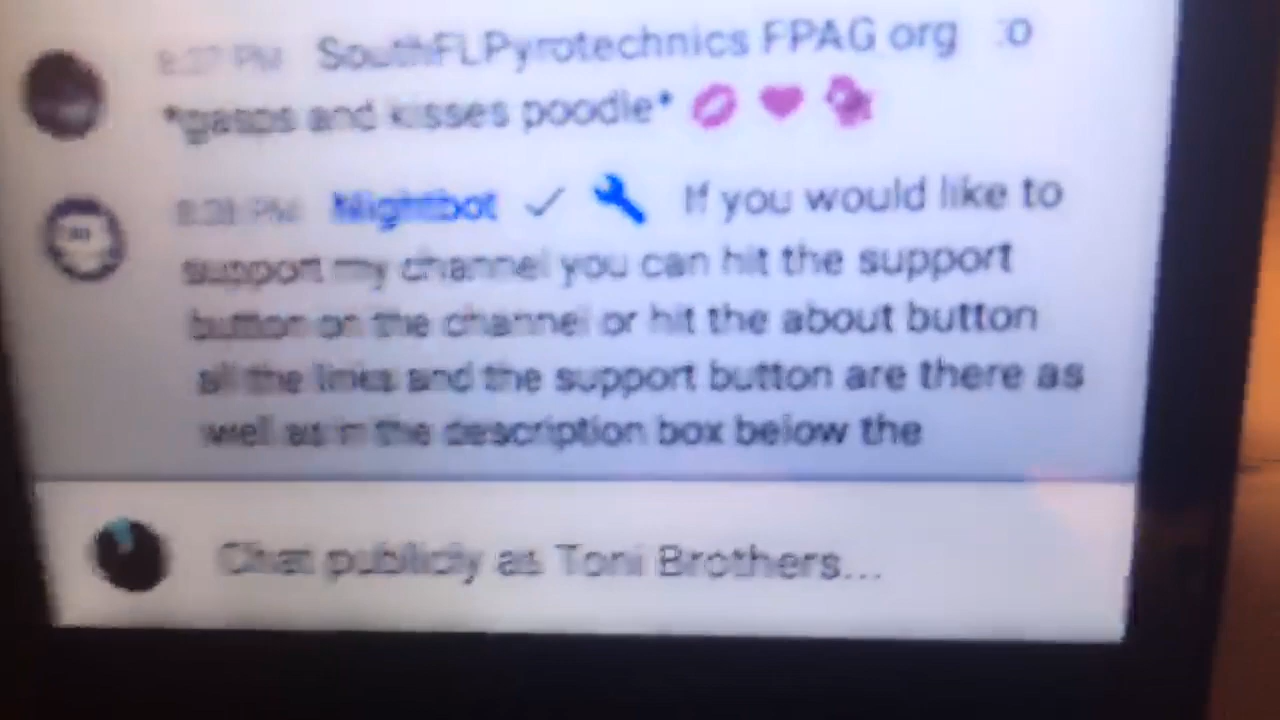 8:27 PM SouthFLPyrotechnics FPAG org :o
*gasps and kisses poodle*
8:28 PM Nightbot If you would like to
support my channel you can hit the support
button on the channel or hit the about button
all the links and the support button are there as
well as in the description box below the
Chat publicly as Toni Brothers...